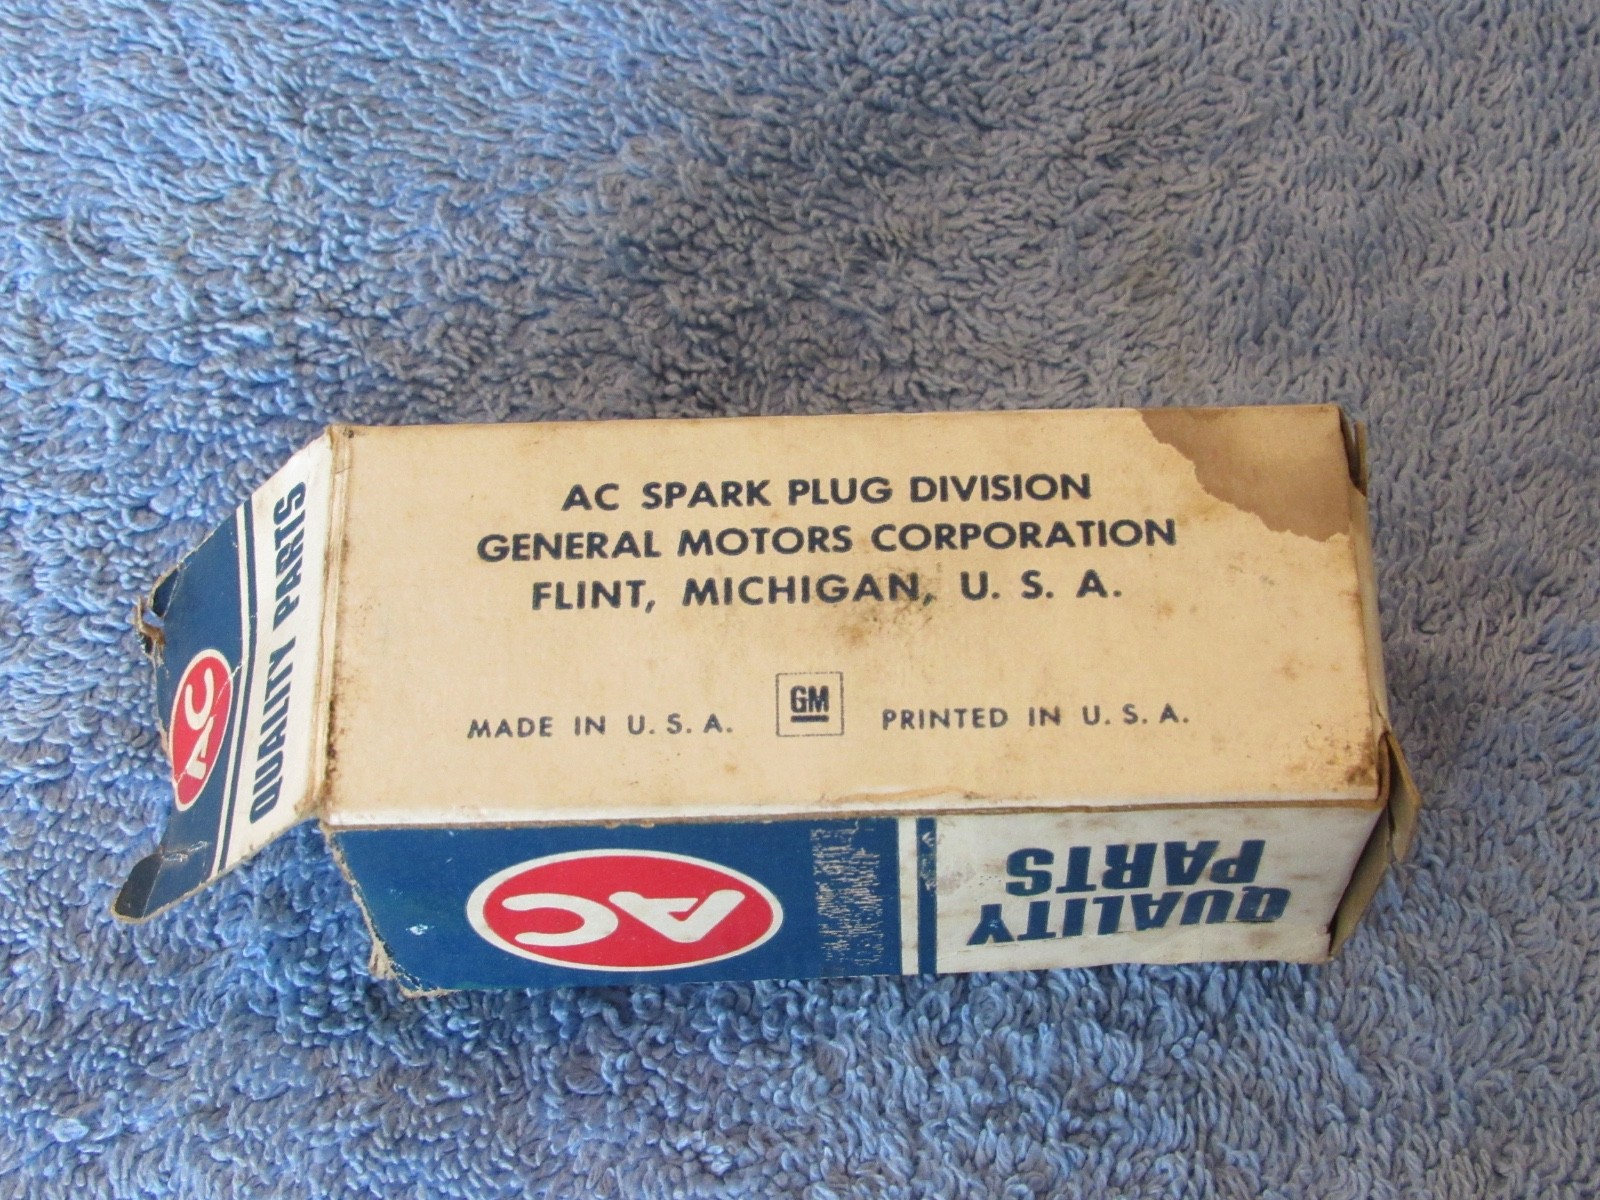 AC SPARK PLUG DIVISION
GENERAL MOTORS CORPORATION
FLINT, MICHIGAN, U. S. A.
MADE IN U. S. A.
GM
PRINTED IN U. S. A.
AC
QUALITY PARTS
AC
QUALITY
PARTS